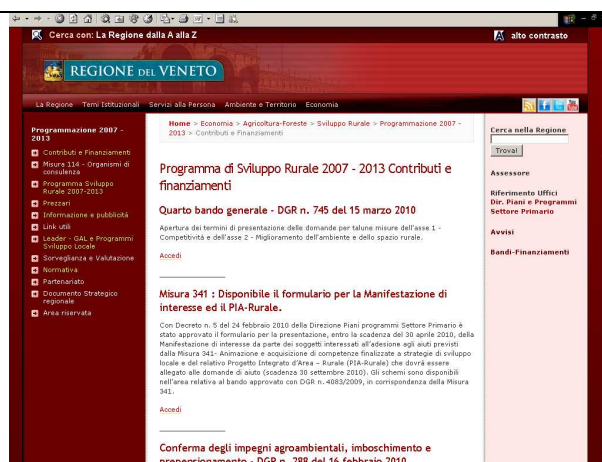 Cerca con: La Regione dalla A alla Z
alto contrasto
REGIONE DEL VENETO
La Regione Temi Istituzionali Servizi alla Persona Ambiente e Territorio Economia
Programmazione 2007 -
2013
Contributi e Finanziamenti
Misura 114 - Organismi di
consulenza
Programma Sviluppo
Rurale 2007-2013
Prezzari
Informazione e pubblicità
Link utili
Leader - GAL e Programmi
Sviluppo Locale
Sorveglianza e Valutazione
Normativa
Partenariato
Documento Strategico
regionale
Area riservata
Home > Economia > Agricoltura-Foreste > Sviluppo Rurale > Programmazione 2007 -
2013 > Contributi e Finanziamenti
Programma di Sviluppo Rurale 2007 - 2013 Contributi e
finanziamenti
Quarto bando generale - DGR n. 745 del 15 marzo 2010
Apertura dei termini di presentazione delle domande per talune misure dell'asse 1 -
Competitività e dell'asse 2 - Miglioramento dell'ambiente e dello spazio rurale.
Accedi
Misura 341 : Disponibile il formulario per la Manifestazione di
interesse ed il PIA-Rurale.
Con Decreto n. 5 del 24 febbraio 2010 della Direzione Piani programmi Settore Primario è
stato approvato il formulario per la presentazione, entro la scadenza del 30 aprile 2010, della
Manifestazione di interesse da parte dei soggetti interessati all'adesione agli aiuti previsti
dalla Misura 341- Animazione e acquisizione di competenze finalizzate a strategie di sviluppo
locale e del relativo Progetto Integrato d'Area – Rurale (PIA-Rurale) che dovrà essere
allegato alle domande di aiuto (scadenza 30 settembre 2010). Gli schemi sono disponibili
nell'area relativa al bando approvato con DGR n. 4083/2009, in corrispondenza della Misura
341.
Accedi
Conferma degli impegni agroambientali, imboschimento e
prepensionamento - DGR n. 288 del 16 febbraio 2010
Cerca nella Regione
Trova!
Assessore
Riferimento Uffici
Dir. Piani e Programmi
Settore Primario
Avvisi
Bandi-Finanziamenti